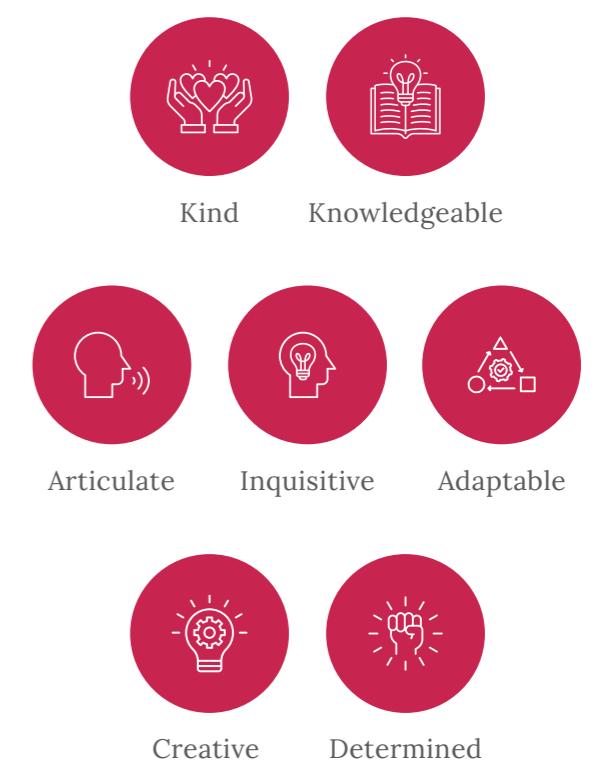 Kind Knowledgeable
Articulate Inquisitive Adaptable
Creative Determined